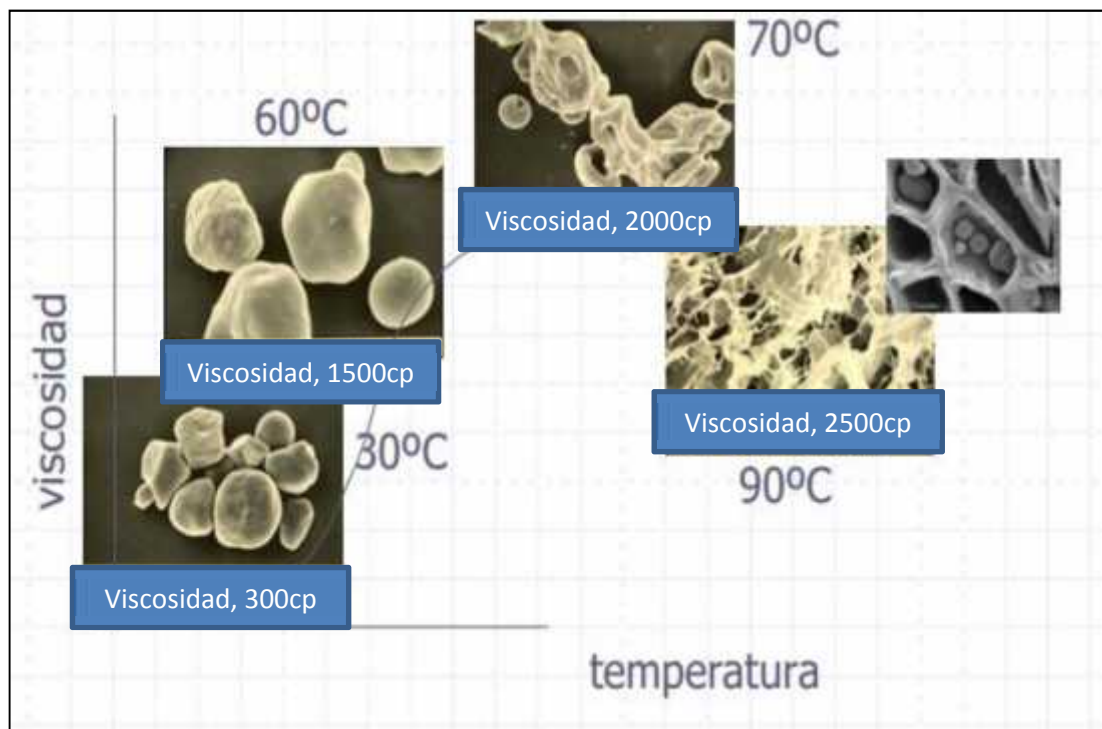 70ºC
60ºC
Viscosidad, 2000cp
Viscosidad, 1500cp
viscosidad
30ºC
Viscosidad, 2500cp
90ºC
Viscosidad, 300cp
temperatura